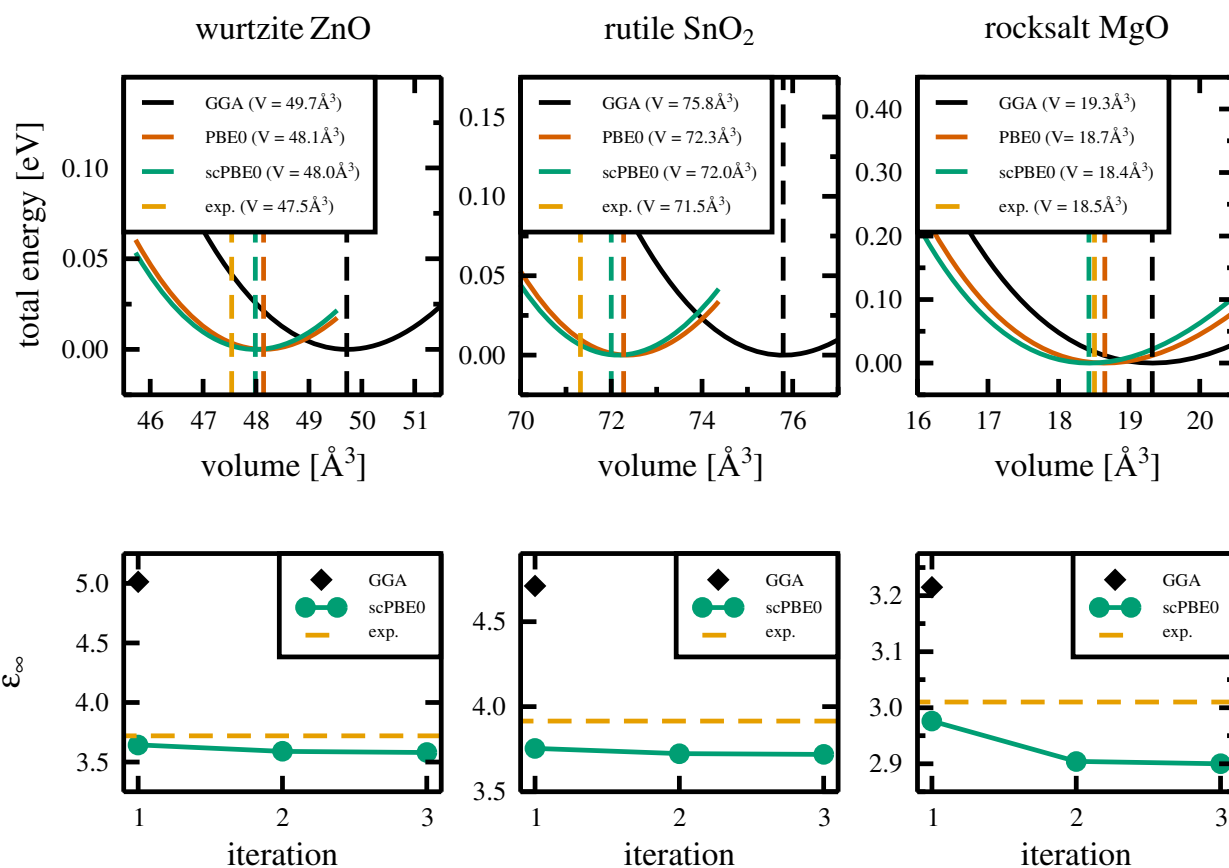 wurtzite ZnO
rutile SnO₂
rocksalt MgO
total energy [eV]
0.10
0.05
0.00
GGA (V = 49.7Å³)
PBE0 (V = 48.1Å³)
scPBE0 (V = 48.0Å³)
exp. (V = 47.5Å³)
46 47 48 49 50 51
volume [Å³]
0.15
0.10
0.05
0.00
GGA (V = 75.8Å³)
PBE0 (V = 72.3Å³)
scPBE0 (V = 72.0Å³)
exp. (V = 71.5Å³)
70 72 74 76
volume [Å³]
0.40
0.30
0.20
0.10
0.00
GGA (V = 19.3Å³)
PBE0 (V = 18.7Å³)
scPBE0 (V = 18.4Å³)
exp. (V = 18.5Å³)
16 17 18 19 20
volume [Å³]
ε∞
5.0
4.5
4.0
3.5
GGA
scPBE0
exp.
1 2 3
iteration
4.5
4.0
3.5
GGA
scPBE0
exp.
1 2 3
iteration
3.2
3.1
3.0
2.9
GGA
scPBE0
exp.
1 2 3
iteration